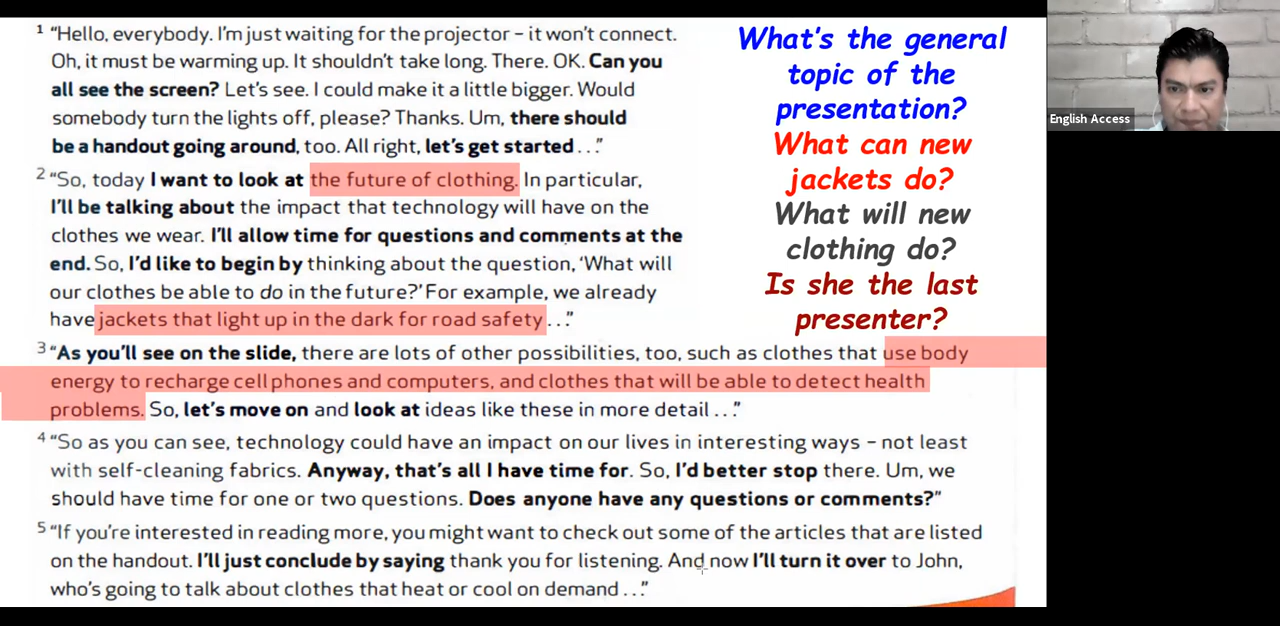 1 “Hello, everybody. I’m just waiting for the projector – it won’t connect.
Oh, it must be warming up. It shouldn’t take long. There. OK. Can you
all see the screen? Let’s see. I could make it a little bigger. Would
somebody turn the lights off, please? Thanks. Um, there should
be a handout going around, too. All right, let’s get started . . .”
2 “So, today I want to look at the future of clothing. In particular,
I’ll be talking about the impact that technology will have on the
clothes we wear. I’ll allow time for questions and comments at the
end. So, I’d like to begin by thinking about the question, ‘What will
our clothes be able to do in the future?’ For example, we already
have jackets that light up in the dark for road safety . . .”
3 “As you’ll see on the slide, there are lots of other possibilities, too, such as clothes that use body
energy to recharge cell phones and computers, and clothes that will be able to detect health
problems. So, let’s move on and look at ideas like these in more detail . . .”
4 “So as you can see, technology could have an impact on our lives in interesting ways – not least
with self-cleaning fabrics. Anyway, that’s all I have time for. So, I’d better stop there. Um, we
should have time for one or two questions. Does anyone have any questions or comments?”
5 “If you’re interested in reading more, you might want to check out some of the articles that are listed
on the handout. I’ll just conclude by saying thank you for listening. And now I’ll turn it over to John,
who’s going to talk about clothes that heat or cool on demand . . .”
What's the general
topic of the
presentation?
What can new
jackets do?
What will new
clothing do?
Is she the last
presenter?
English Access